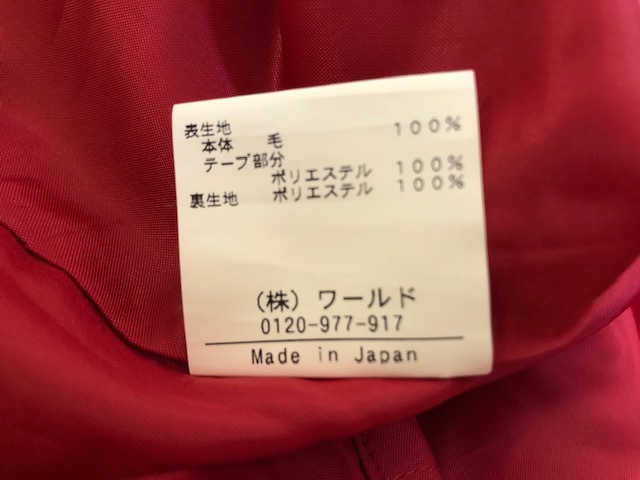 表生地
本体 毛 100%
テープ部分
ポリエステル 100%
裏生地 ポリエステル 100%
(株) ワールド
0120-977-917
Made in Japan